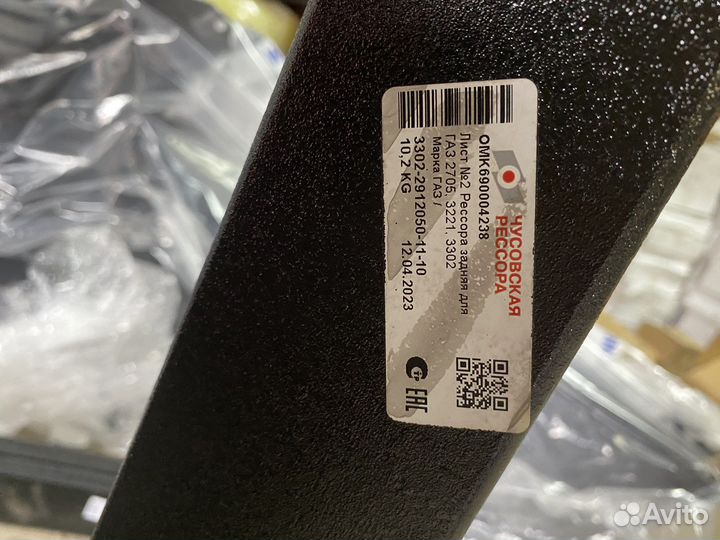 ЧУСОВСКАЯ
РЕССОРА
OMK690004238
Лист №2 Рессора задняя для
ГАЗ 2705, 3221, 3302
Марка ГАЗ /
3302-2912050-11-10
10,2 KG 12.04.2023
ЕАС
Avito